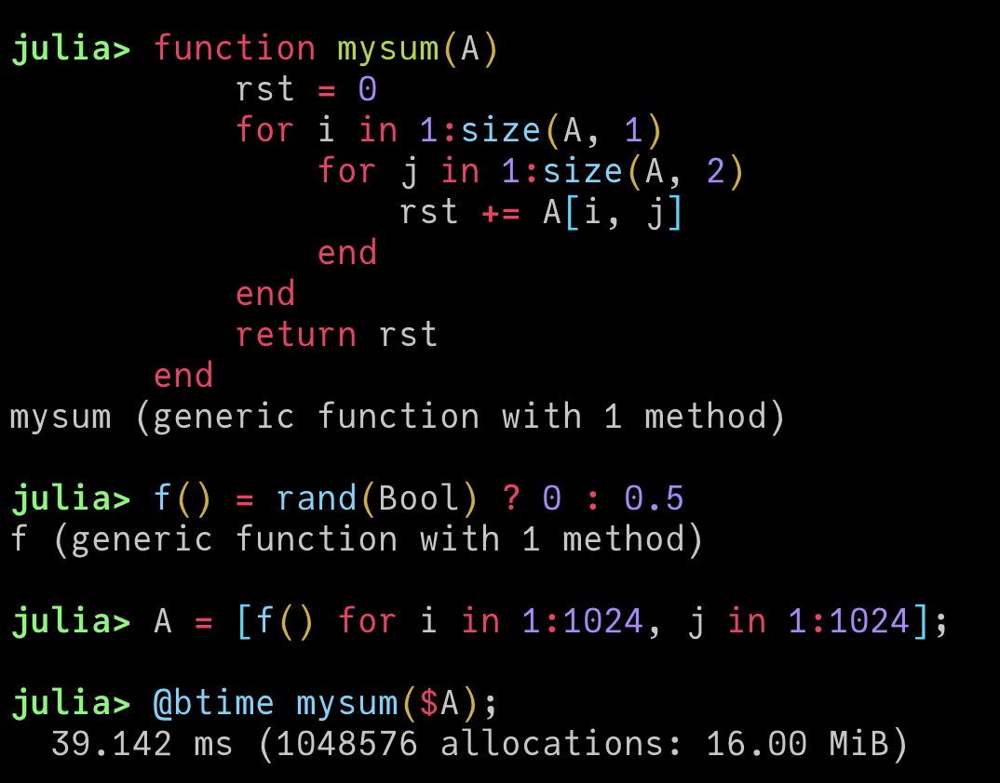 julia> function mysum(A)
           rst = 0
           for i in 1:size(A, 1)
               for j in 1:size(A, 2)
                   rst += A[i, j]
               end
           end
           return rst
       end
mysum (generic function with 1 method)
julia> f() = rand(Bool) ? 0 : 0.5
f (generic function with 1 method)
julia> A = [f() for i in 1:1024, j in 1:1024];
julia> @btime mysum($A);
  39.142 ms (1048576 allocations: 16.00 MiB)